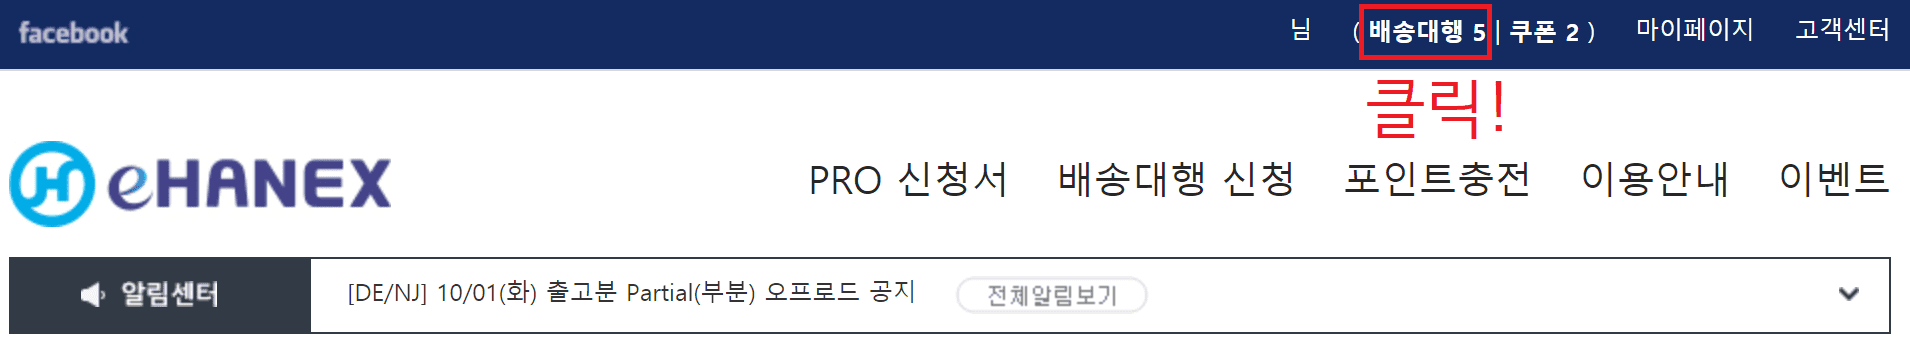 facebook
님 ( 배송대행 5 | 쿠폰 2 ) 마이페이지 고객센터
클릭!
eHANEX
PRO 신청서 배송대행 신청 포인트충전 이용안내 이벤트
알림센터 [DE/NJ] 10/01(화) 출고분 Partial(부분) 오프로드 공지 전체알림보기